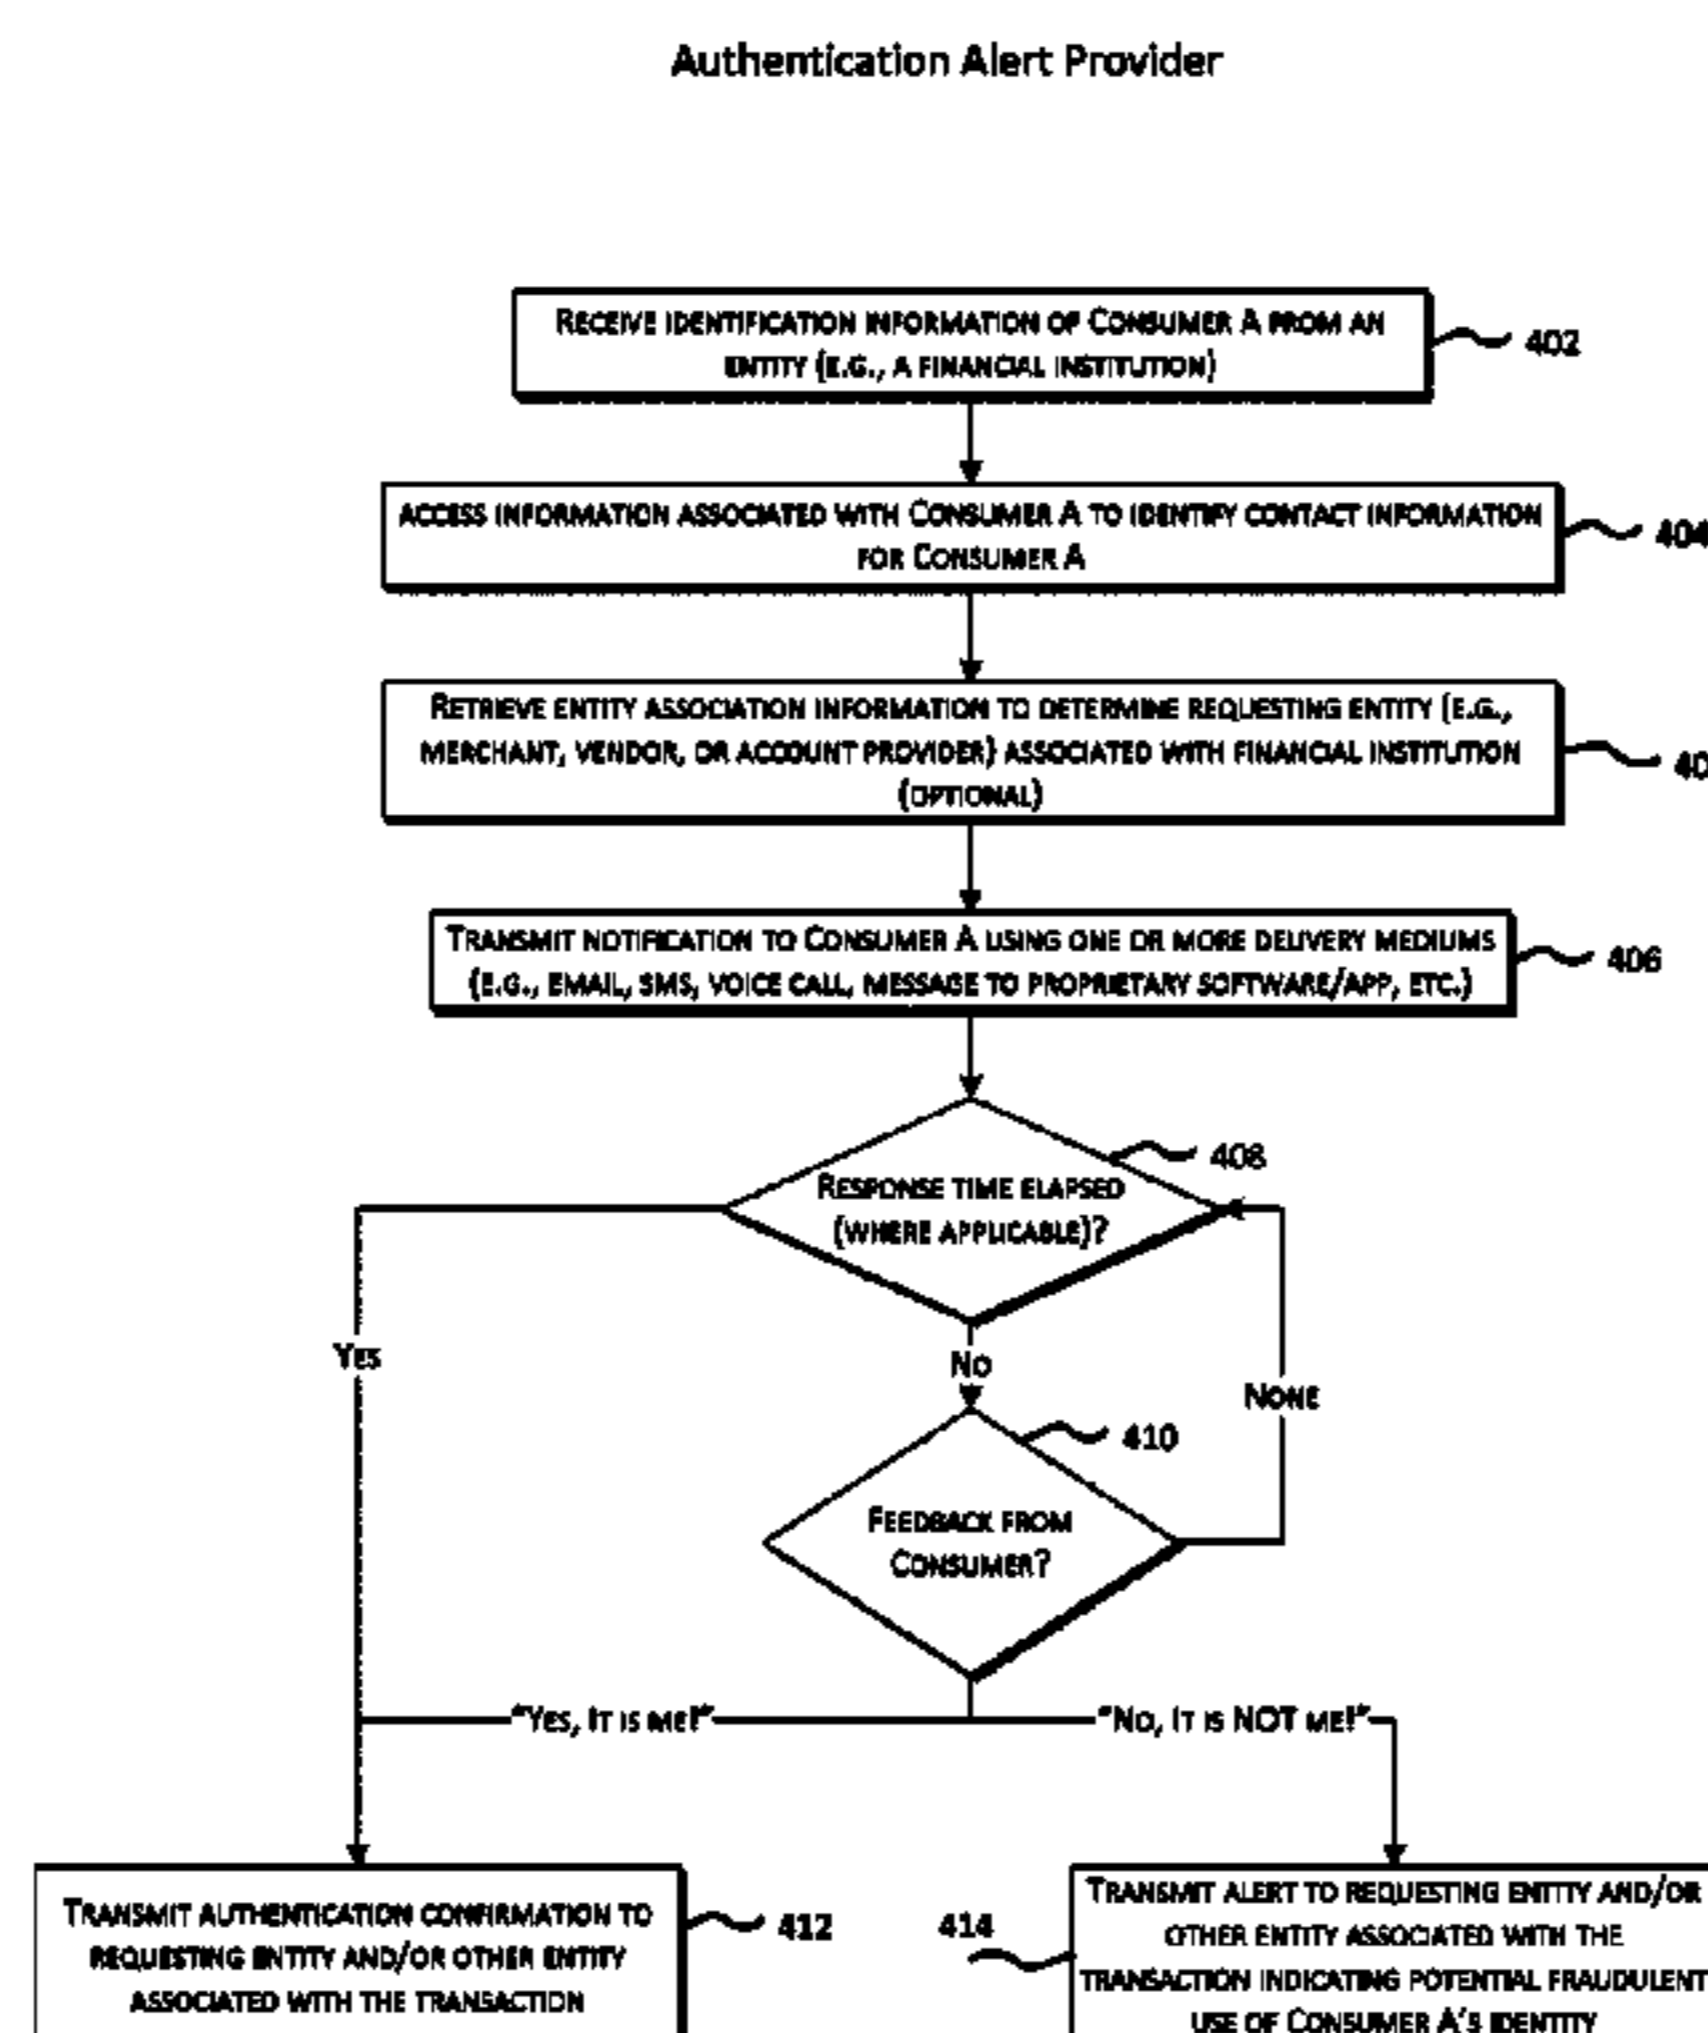 Authentication Alert Provider
RECEIVE IDENTIFICATION INFORMATION OF CONSUMER A FROM AN
ENTITY (E.G., A FINANCIAL INSTITUTION)
402
ACCESS INFORMATION ASSOCIATED WITH CONSUMER A TO IDENTIFY CONTACT INFORMATION
FOR CONSUMER A
404
RETRIEVE ENTITY ASSOCIATION INFORMATION TO DETERMINE REQUESTING ENTITY (E.G.,
MERCHANT, VENDOR, OR ACCOUNT PROVIDER) ASSOCIATED WITH FINANCIAL INSTITUTION
(OPTIONAL)
TRANSMIT NOTIFICATION TO CONSUMER A USING ONE OR MORE DELIVERY MEDIUMS
(E.G., EMAIL, SMS, VOICE CALL, MESSAGE TO PROPRIETARY SOFTWARE/APP, ETC.)
406
408
RESPONSE TIME ELAPSED
(WHERE APPLICABLE)?
YES
NO
NONE
410
FEEDBACK FROM
CONSUMER?
"YES, IT IS ME!"
"NO, IT IS NOT ME!"
TRANSMIT AUTHENTICATION CONFIRMATION TO
REQUESTING ENTITY AND/OR OTHER ENTITY
ASSOCIATED WITH THE TRANSACTION
412
414
TRANSMIT ALERT TO REQUESTING ENTITY AND/OR
OTHER ENTITY ASSOCIATED WITH THE
TRANSACTION INDICATING POTENTIAL FRAUDULENT
USE OF CONSUMER A'S IDENTITY